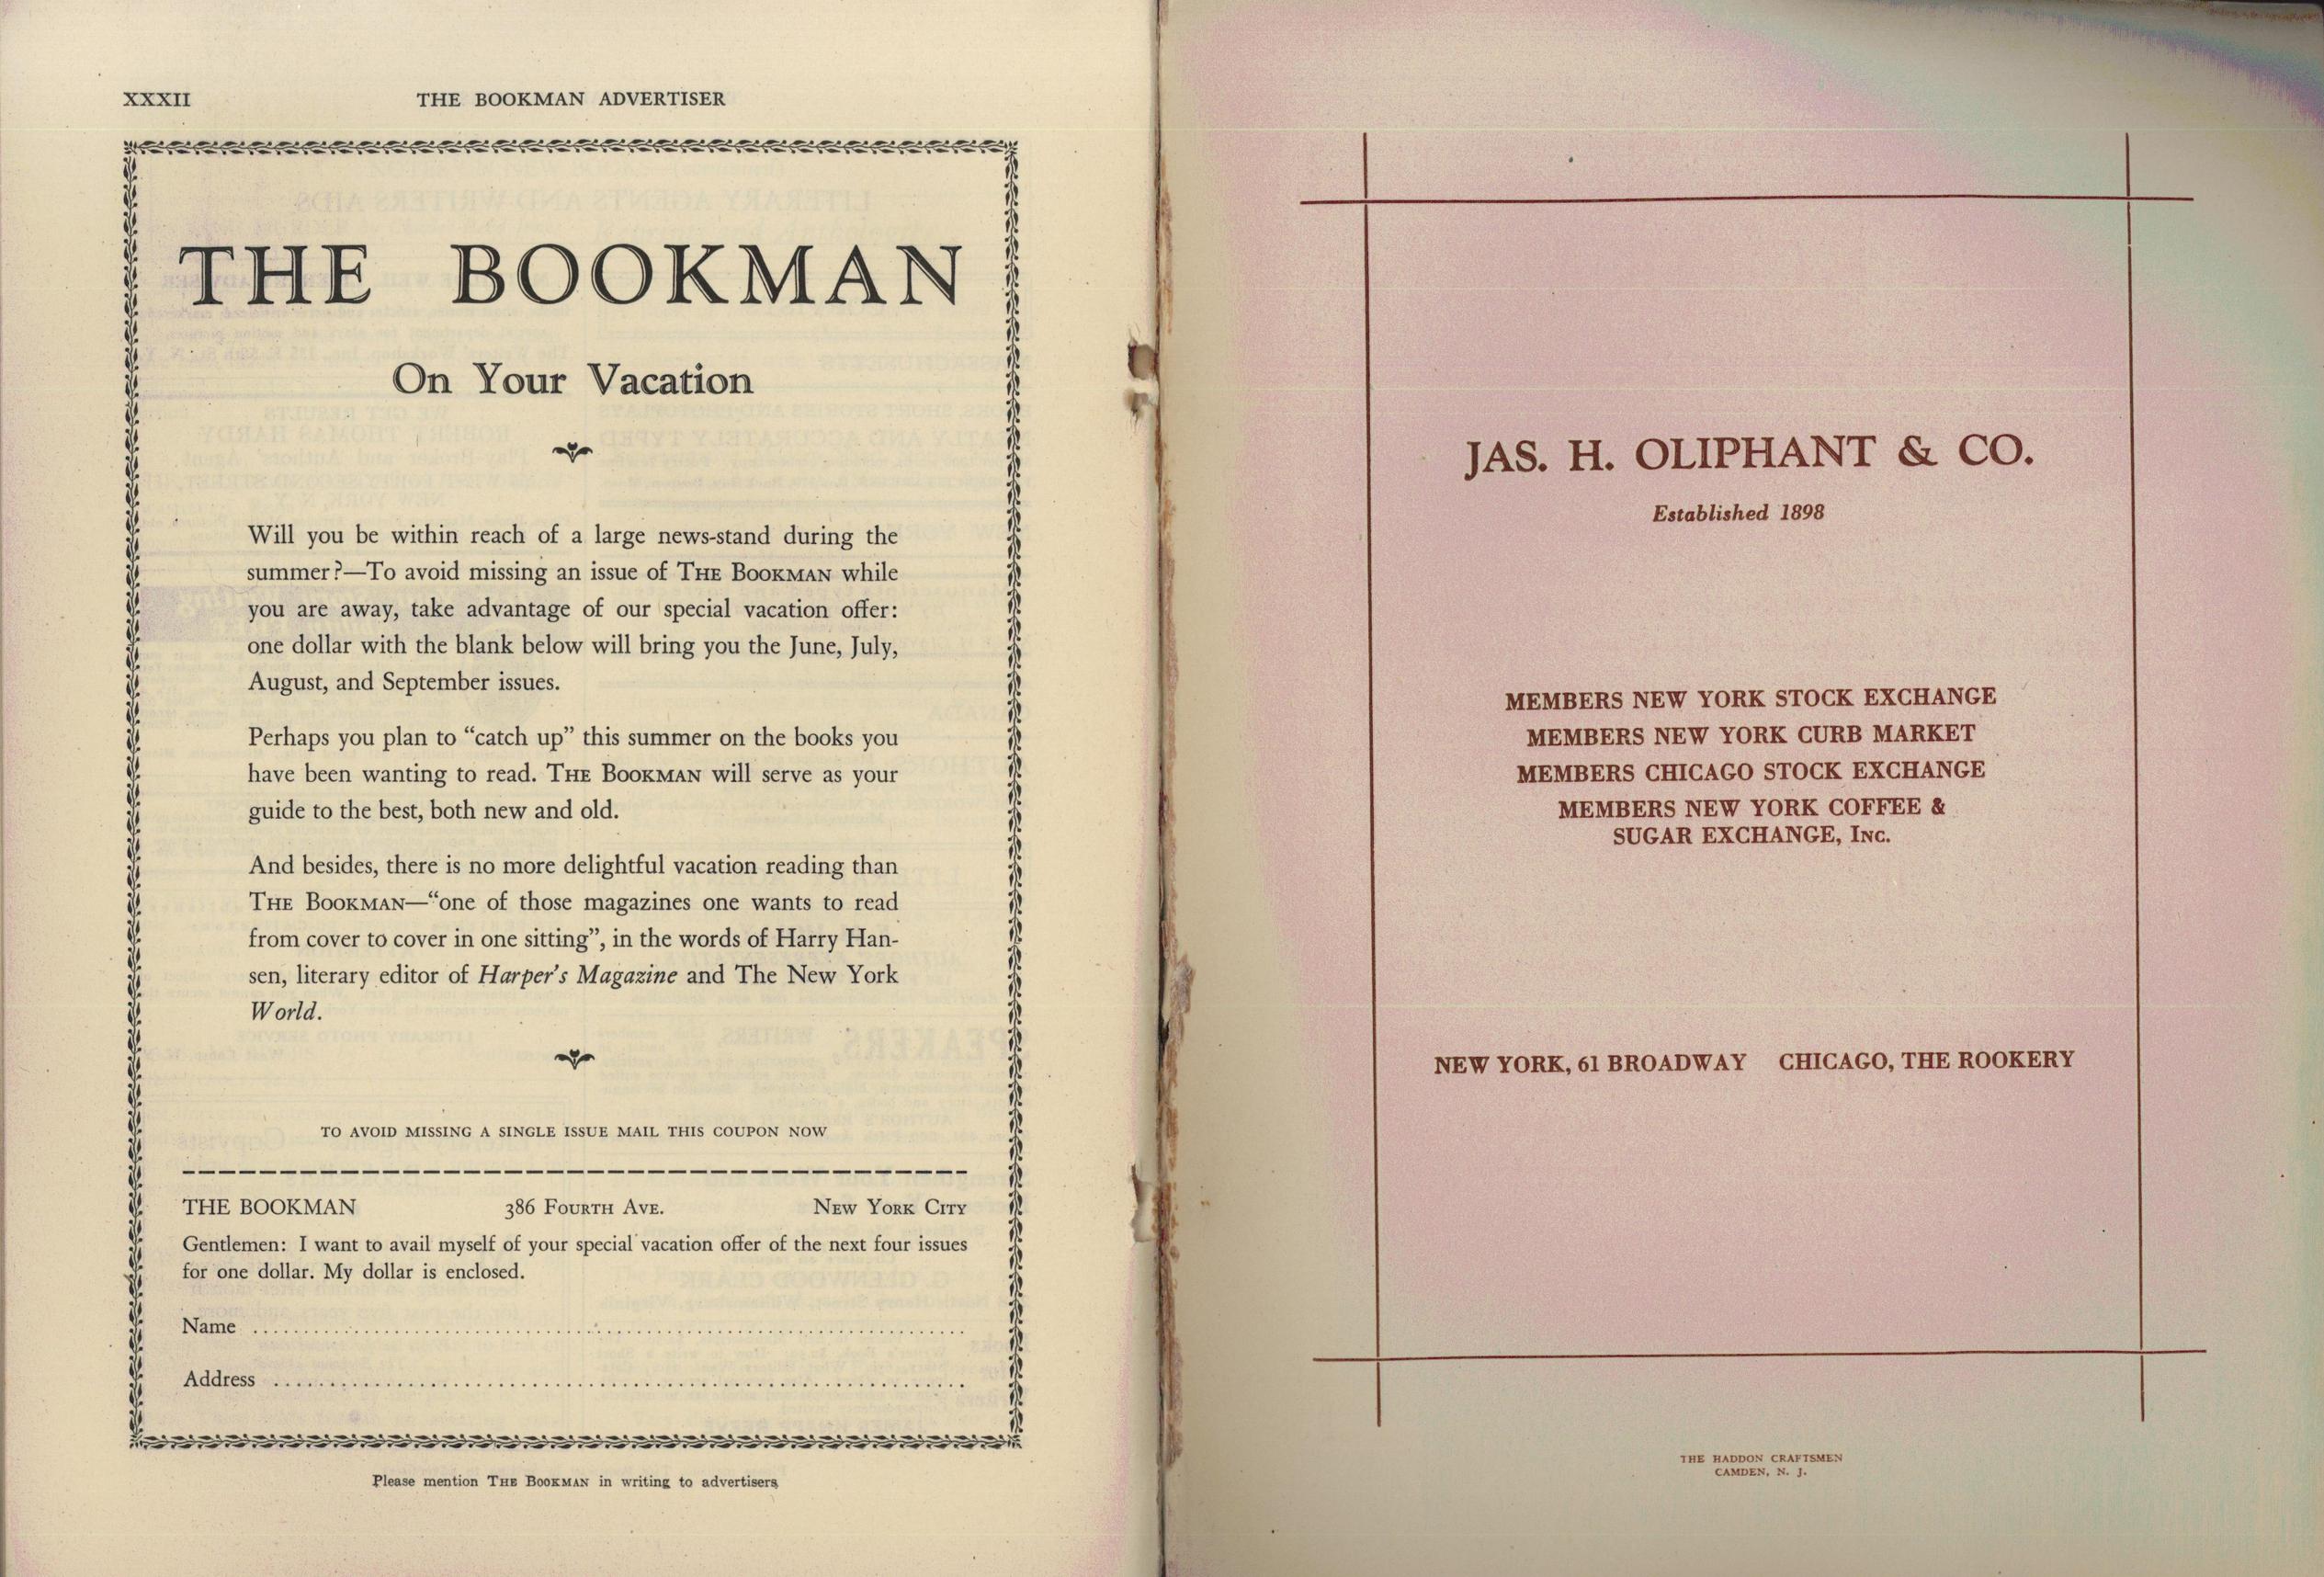 XXXII
THE BOOKMAN ADVERTISER
THE BOOKMAN
On Your Vacation
Will you be within reach of a large news-stand during the
summer?—To avoid missing an issue of THE BOOKMAN while
you are away, take advantage of our special vacation offer:
one dollar with the blank below will bring you the June, July,
August, and September issues.
Perhaps you plan to “catch up” this summer on the books you
have been wanting to read. THE BOOKMAN will serve as your
guide to the best, both new and old.
And besides, there is no more delightful vacation reading than
THE BOOKMAN—“one of those magazines one wants to read
from cover to cover in one sitting”, in the words of Harry Han-
sen, literary editor of Harper's Magazine and The New York
World.
TO AVOID MISSING A SINGLE ISSUE MAIL THIS COUPON NOW
THE BOOKMAN 386 FOURTH AVE. NEW YORK CITY
Gentlemen: I want to avail myself of your special vacation offer of the next four issues
for one dollar. My dollar is enclosed.
Name
Address
Please mention THE BOOKMAN in writing to advertisers
JAS. H. OLIPHANT & CO.
Established 1898
MEMBERS NEW YORK STOCK EXCHANGE
MEMBERS NEW YORK CURB MARKET
MEMBERS CHICAGO STOCK EXCHANGE
MEMBERS NEW YORK COFFEE &
SUGAR EXCHANGE, INC.
NEW YORK, 61 BROADWAY CHICAGO, THE ROOKERY
THE HADDON CRAFTSMEN
CAMDEN, N. J.